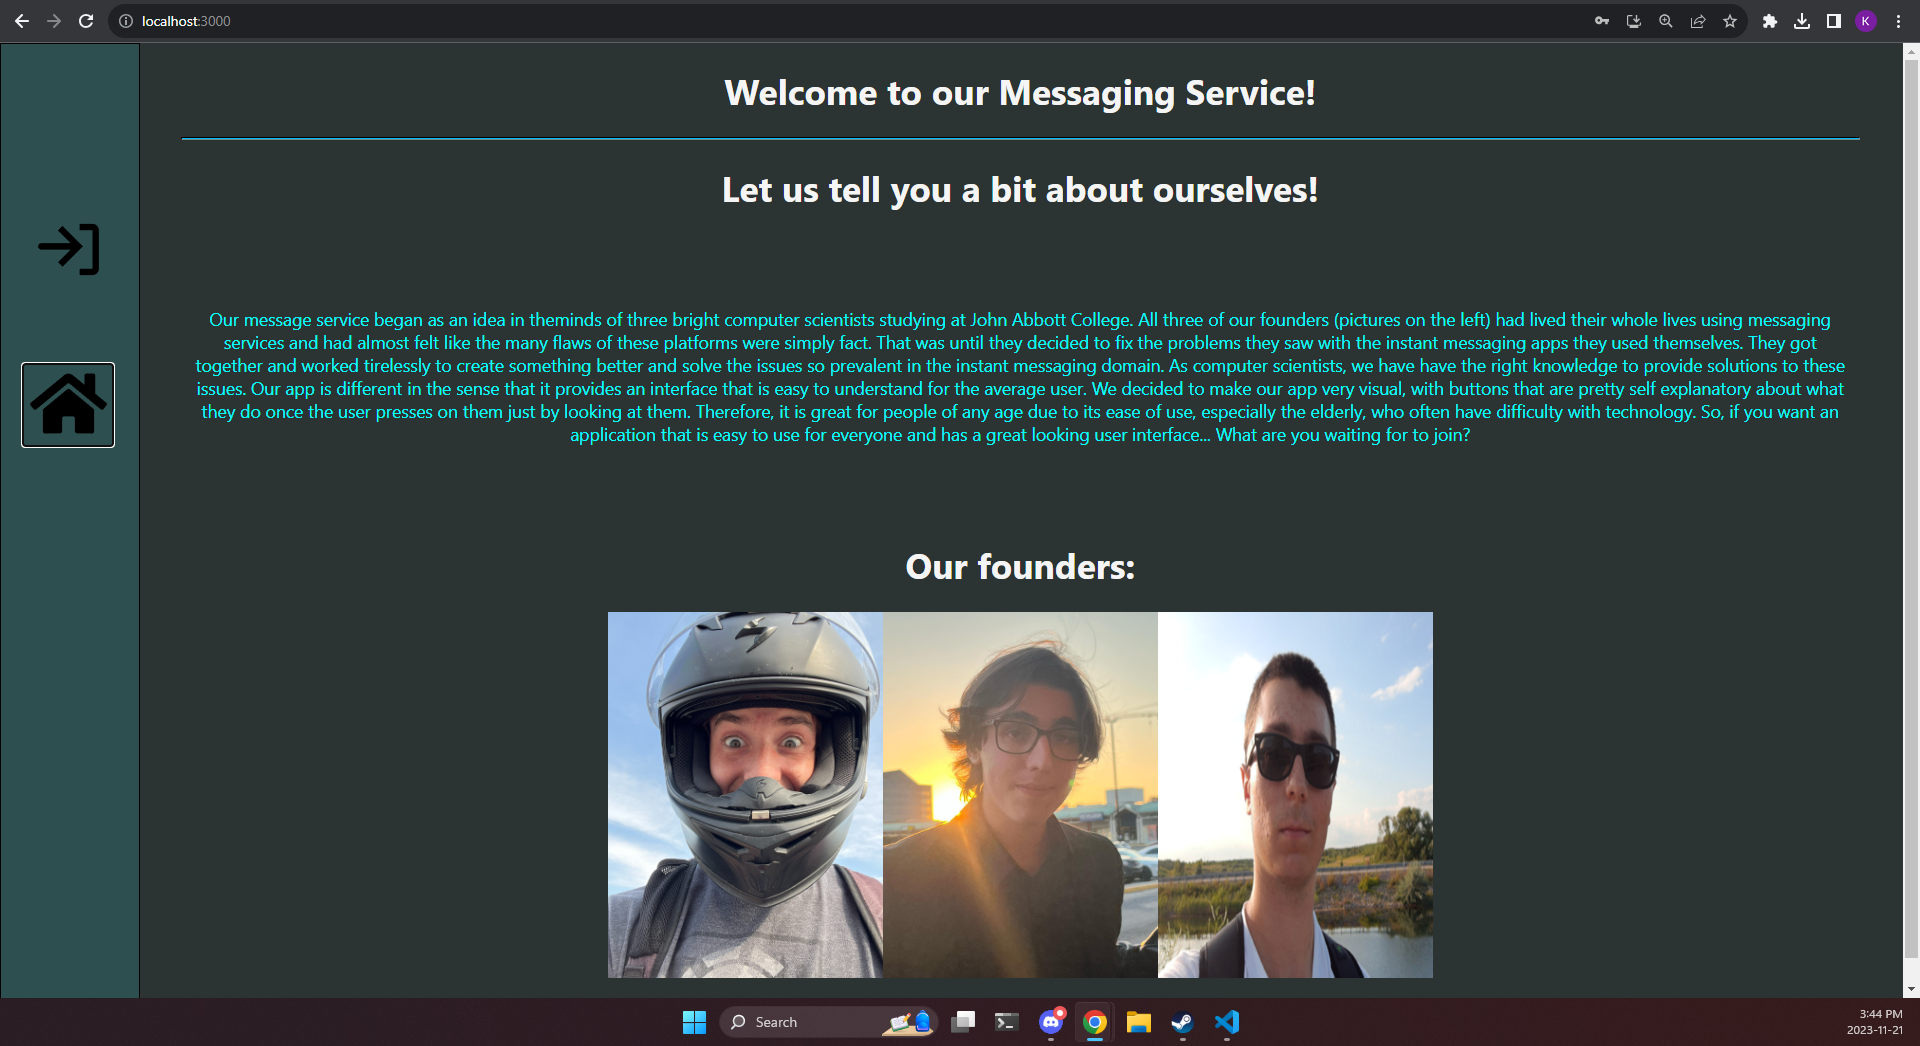 localhost:3000
K
Welcome to our Messaging Service!
Let us tell you a bit about ourselves!
Our message service began as an idea in theminds of three bright computer scientists studying at John Abbott College. All three of our founders (pictures on the left) had lived their whole lives using messaging
services and had almost felt like the many flaws of these platforms were simply fact. That was until they decided to fix the problems they saw with the instant messaging apps they used themselves. They got
together and worked tirelessly to create something better and solve the issues so prevalent in the instant messaging domain. As computer scientists, we have have the right knowledge to provide solutions to these
issues. Our app is different in the sense that it provides an interface that is easy to understand for the average user. We decided to make our app very visual, with buttons that are pretty self explanatory about what
they do once the user presses on them just by looking at them. Therefore, it is great for people of any age due to its ease of use, especially the elderly, who often have difficulty with technology. So, if you want an
application that is easy to use for everyone and has a great looking user interface... What are you waiting for to join?
Our founders:
Search
3:44 PM
2023-11-21